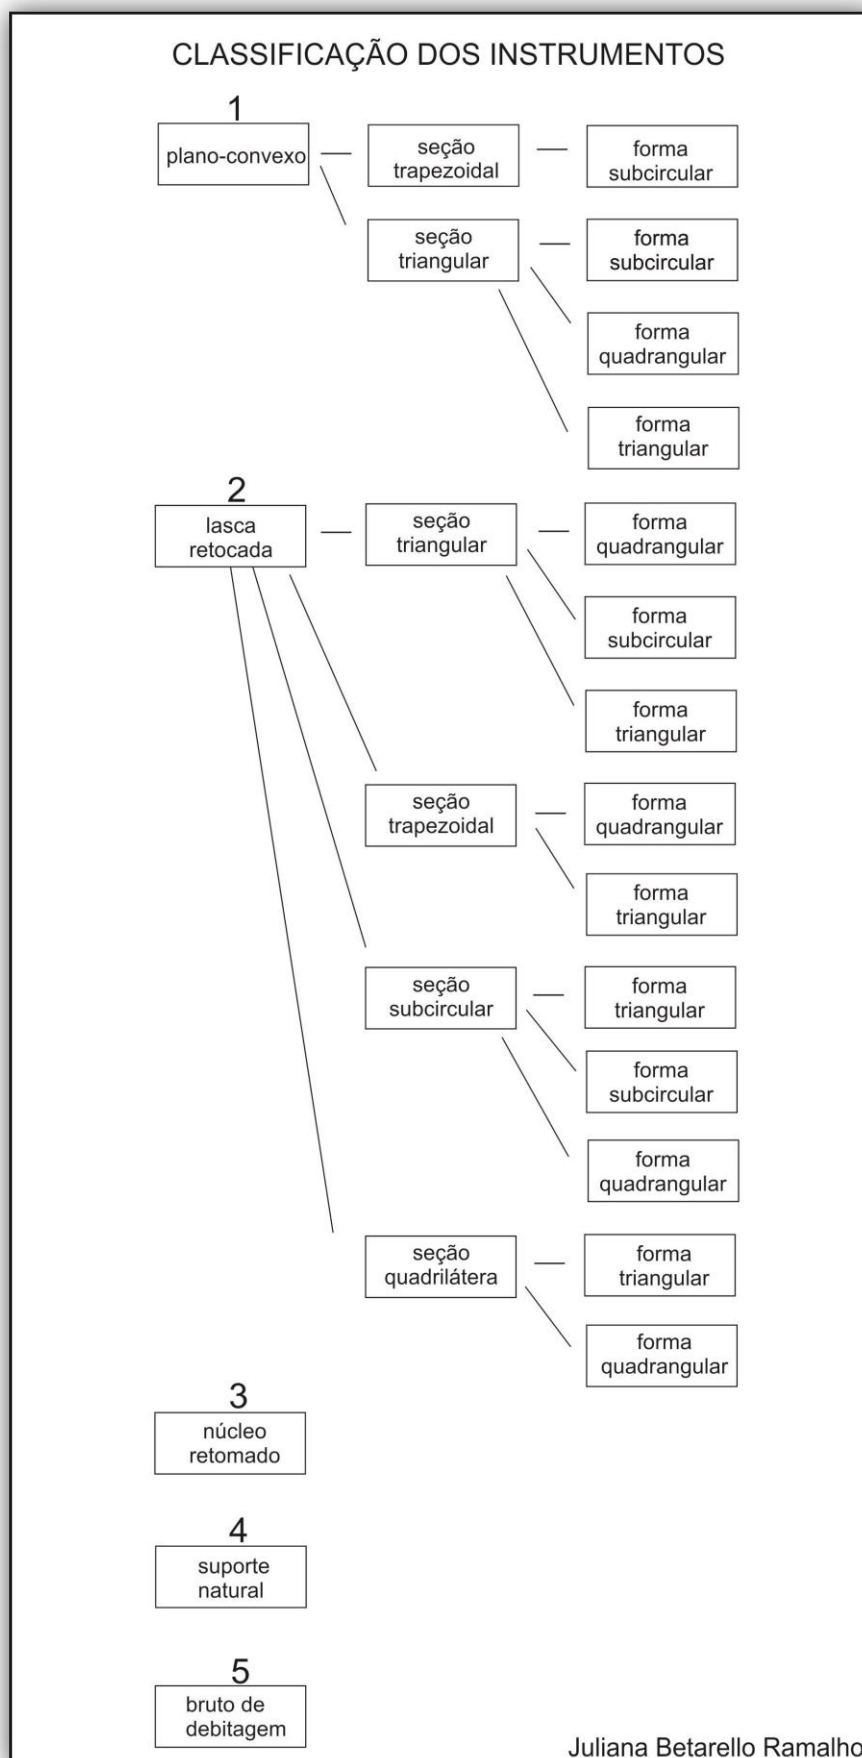 CLASSIFICAÇÃO DOS INSTRUMENTOS
1
plano-convexo
seção
trapezoidal
forma
subcircular
seção
triangular
forma
subcircular
forma
quadrangular
forma
triangular
2
lasca
retocada
seção
triangular
forma
quadrangular
forma
subcircular
forma
triangular
seção
trapezoidal
forma
quadrangular
forma
triangular
seção
subcircular
forma
triangular
forma
subcircular
forma
quadrangular
seção
quadrilátera
forma
triangular
forma
quadrangular
3
núcleo
retomado
4
suporte
natural
5
bruto de
debitagem
Juliana Betarello Ramalho